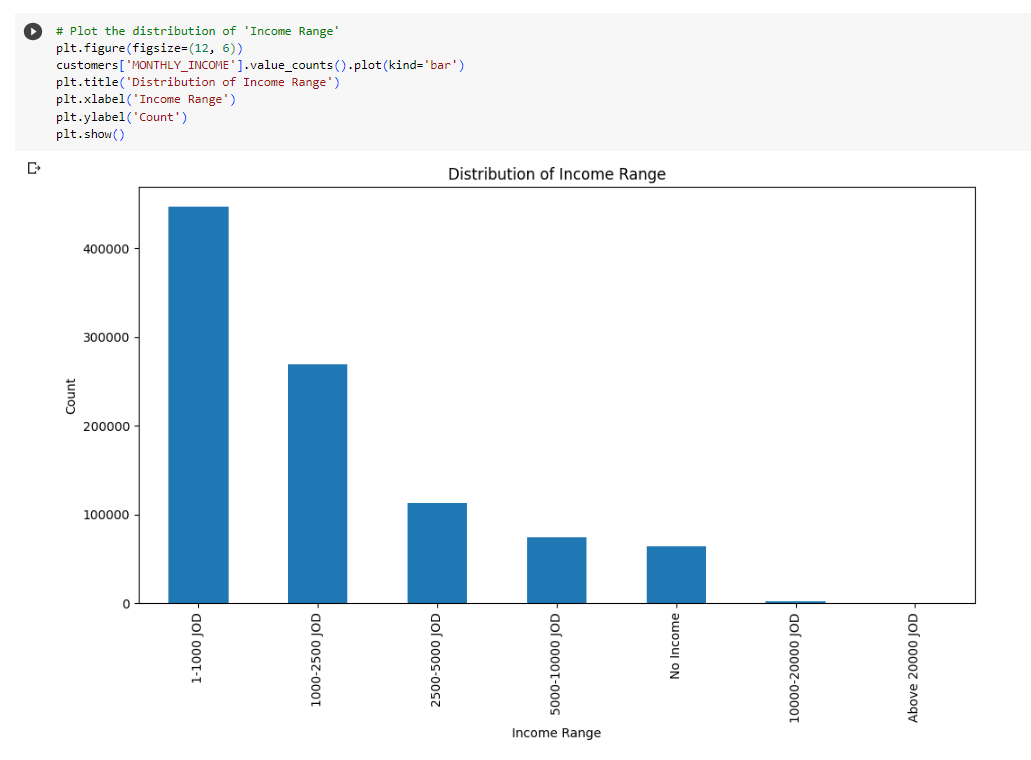 # Plot the distribution of 'Income Range'
plt.figure(figsize=(12, 6))
customers['MONTHLY_INCOME'].value_counts().plot(kind='bar')
plt.title('Distribution of Income Range')
plt.xlabel('Income Range')
plt.ylabel('Count')
plt.show()
Distribution of Income Range
400000
300000
200000
100000
0
Count
1-1000 JOD
1000-2500 JOD
2500-5000 JOD
5000-10000 JOD
No Income
10000-20000 JOD
Above 20000 JOD
Income Range